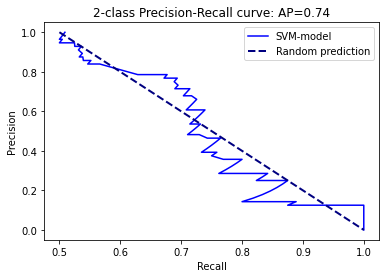 2-class Precision-Recall curve: AP=0.74
SVM-model
Random prediction
Precision
1.0
0.8
0.6
0.4
0.2
0.0
0.5 0.6 0.7 0.8 0.9 1.0
Recall